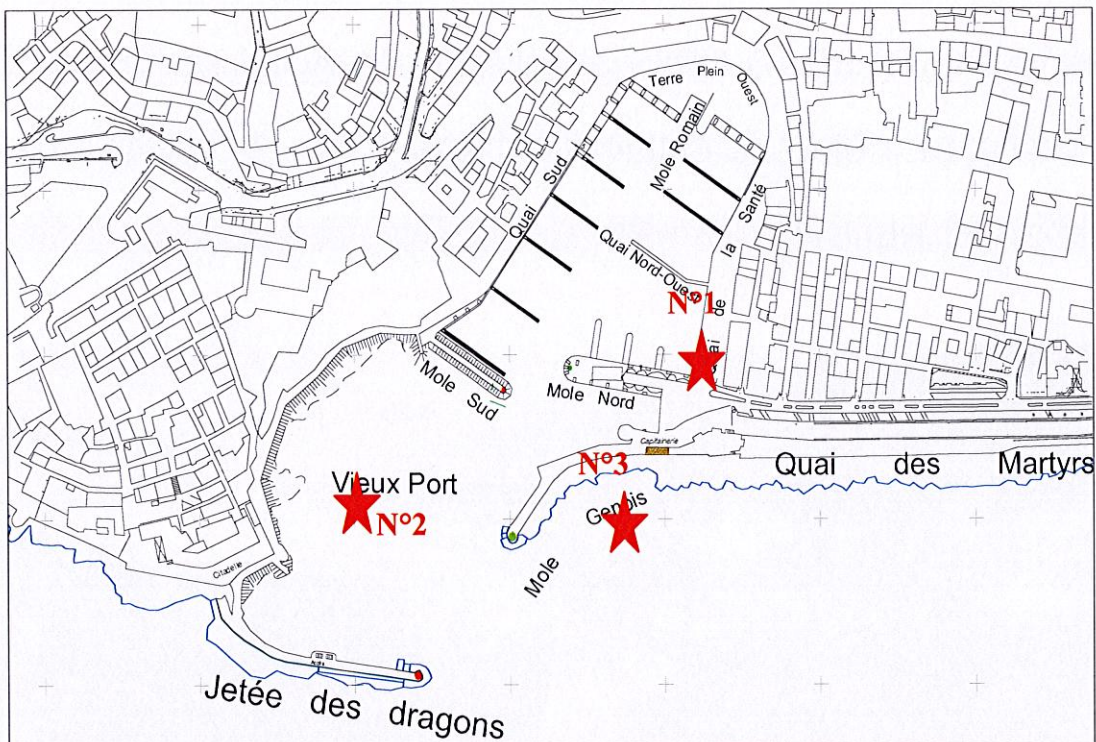 Terre Plein Ouest
Mole Romain
Quai Sud
la Santé
de
Quai Nord-Ouest
N°1
Mole Sud
Mole Nord
Capitainerie
N°3
Quai des Martyrs
Vieux Port
N°2
Genois
Mole
Citadelle
Jetée des dragons